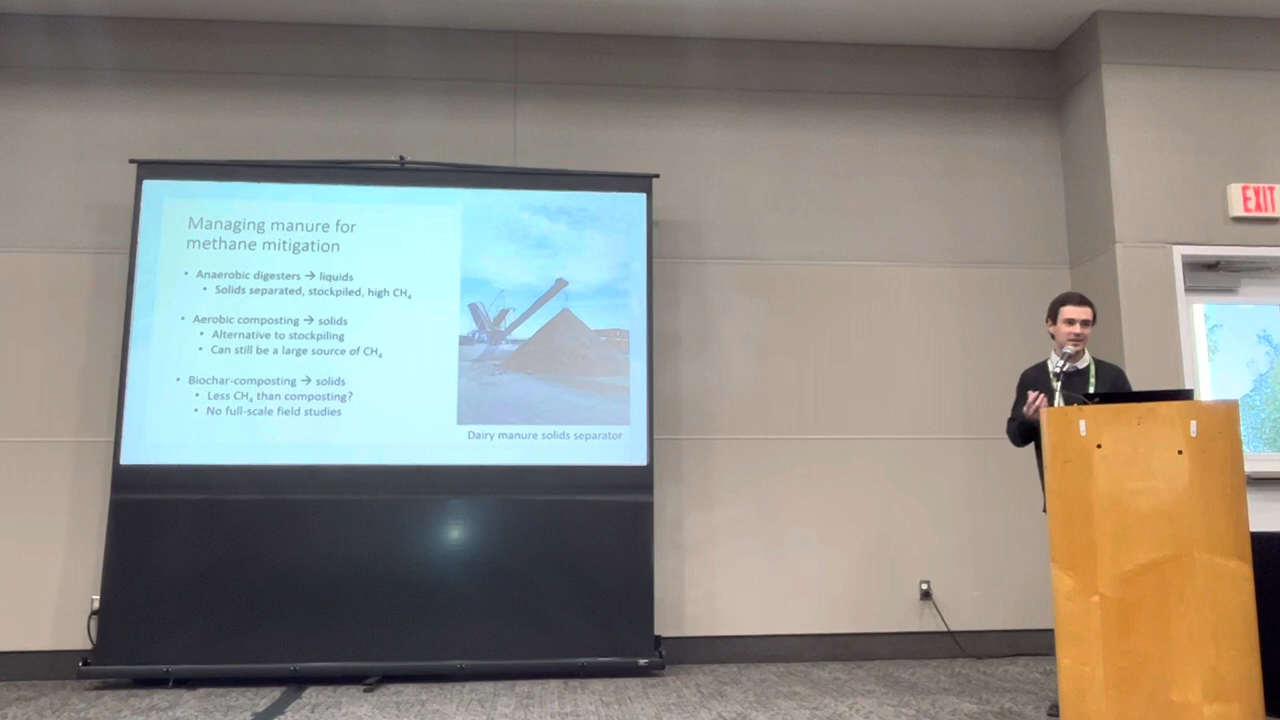 Managing manure for
methane mitigation
• Anaerobic digesters → liquids
• Solids separated, stockpiled, high CH₄
• Aerobic composting → solids
• Alternative to stockpiling
• Can still be a large source of CH₄
• Biochar-composting → solids
• Less CH₄ than composting?
• No full-scale field studies
Dairy manure solids separator
EXIT